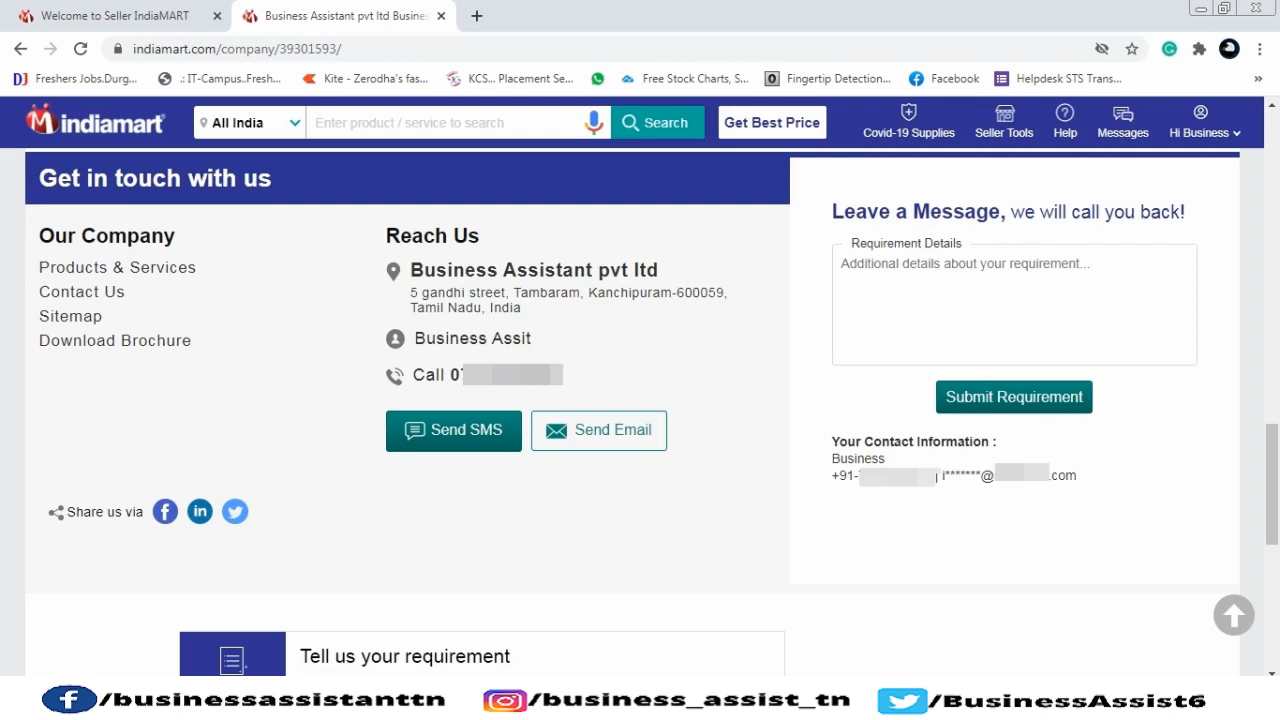 Welcome to Seller IndiaMART
Business Assistant pvt ltd Busine
indiamart.com/company/39301593/
Freshers Jobs.Durg...
.: IT-Campus..Fresh...
Kite - Zerodha's fas...
KCS... Placement Se...
Free Stock Charts, S...
Fingertip Detection...
Facebook
Helpdesk STS Trans...
indiamart
All India
Enter product / service to search
Search
Get Best Price
Covid-19 Supplies
Seller Tools
Help
Messages
Hi Business
Get in touch with us
Our Company
Products & Services
Contact Us
Sitemap
Download Brochure
Reach Us
Business Assistant pvt ltd
5 gandhi street, Tambaram, Kanchipuram-600059,
Tamil Nadu, India
Business Assit
Call 0
Send SMS
Send Email
Share us via
Leave a Message, we will call you back!
Requirement Details
Additional details about your requirement...
Submit Requirement
Your Contact Information :
Business
+91- i*******@ .com
Tell us your requirement
/businessassistanttn
/business_assist_tn
/BusinessAssist6